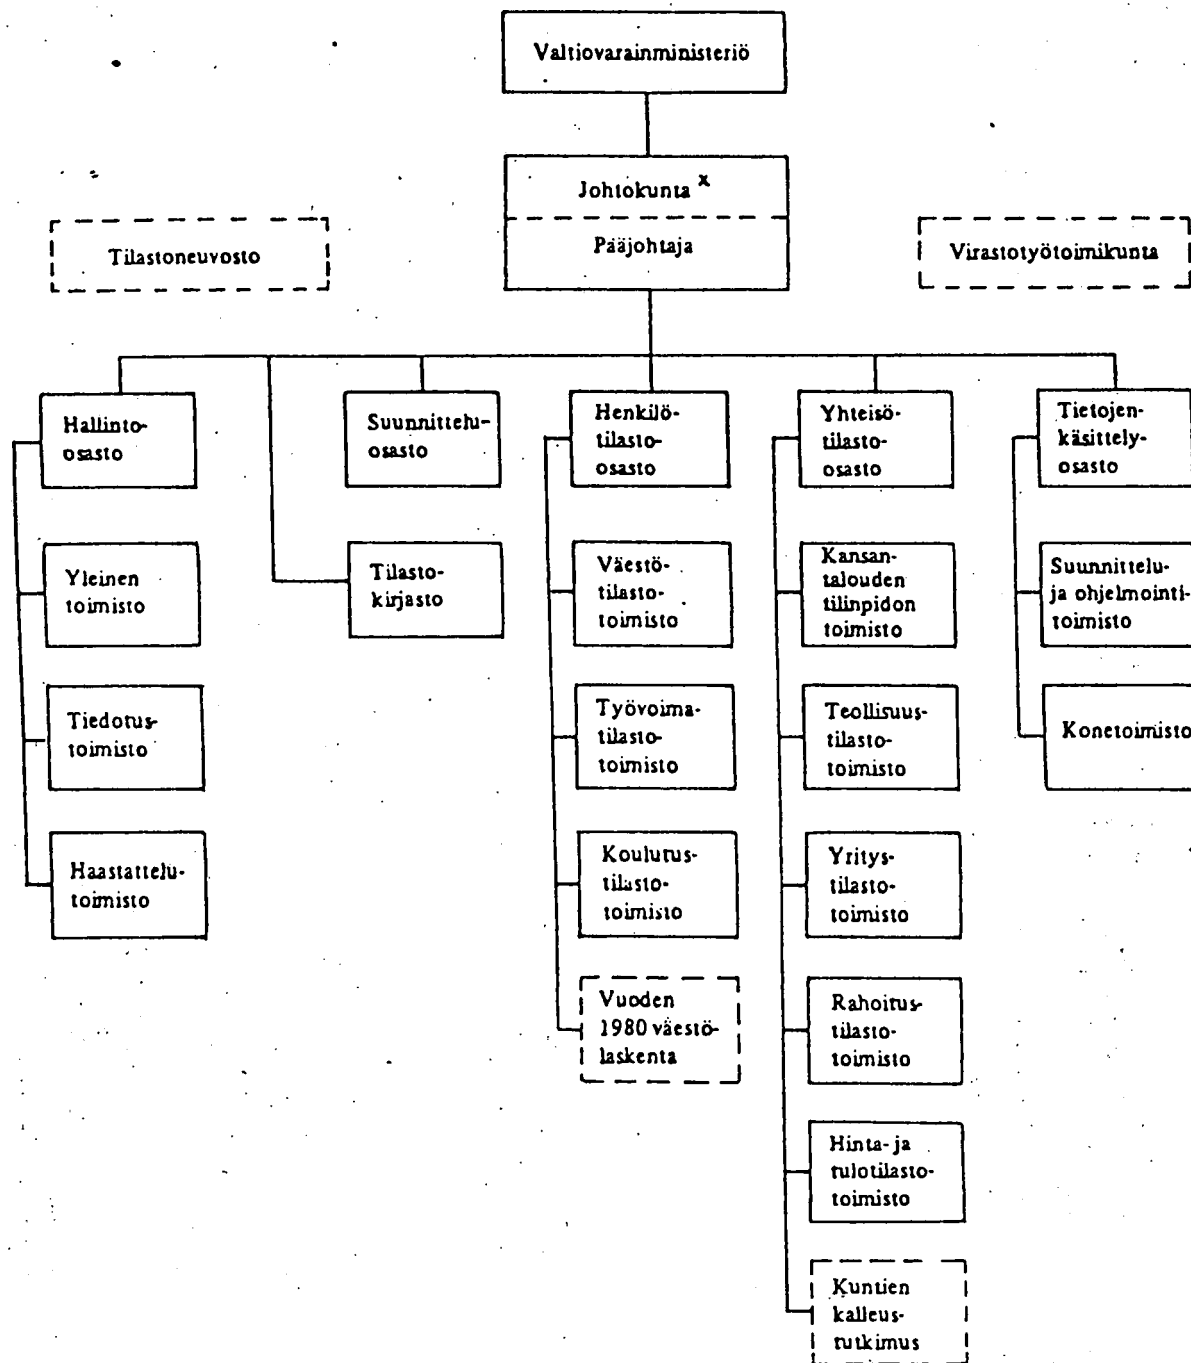 Valtiovarainministeriö
Johtokunta x
Pääjohtaja
Tilastoneuvosto
Virastotyötoimikunta
Hallinto-
osasto
Yleinen
toimisto
Tiedotus-
toimisto
Haastattelu-
toimisto
Suunnittelu-
osasto
Tilasto-
kirjasto
Henkilö-
tilasto-
osasto
Väestö-
tilasto-
toimisto
Työvoima-
tilasto-
toimisto
Koulutus-
tilasto-
toimisto
Vuoden
1980 väestö-
laskenta
Yhteisö-
tilasto-
osasto
Kansan-
talouden
tilinpidon
toimisto
Teollisuus-
tilasto-
toimisto
Yritys-
tilasto-
toimisto
Rahoitus-
tilasto-
toimisto
Hinta- ja
tulotilasto-
toimisto
Kuntien
kalleus-
tutkimus
Tietojen-
käsittely-
osasto
Suunnittelu-
ja ohjelmointi-
toimisto
Konetoimisto